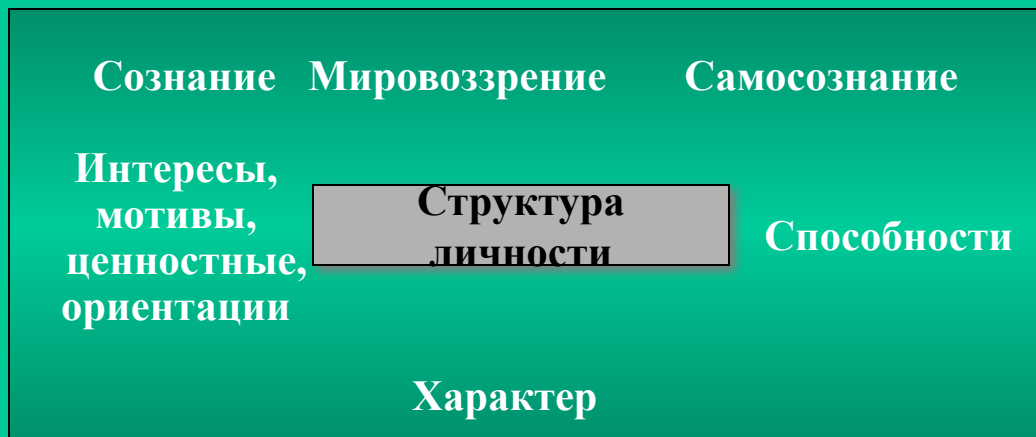 Сознание Мировоззрение Самосознание
Интересы,
мотивы,
ценностные,
ориентации
Структура
личности
Способности
Характер